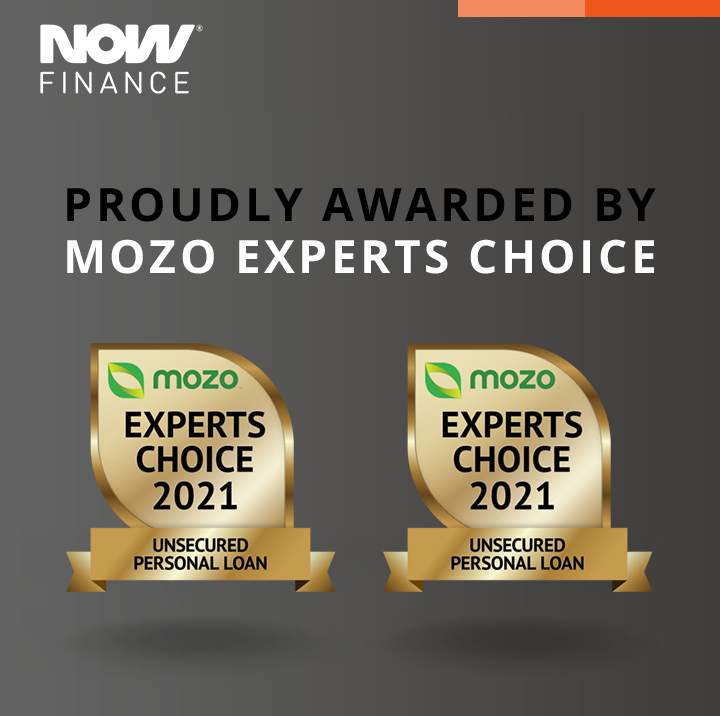 NOW®
FINANCE
PROUDLY AWARDED BY
MOZO EXPERTS CHOICE
mozo
EXPERTS
CHOICE
2021
UNSECURED
PERSONAL LOAN
mozo
EXPERTS
CHOICE
2021
UNSECURED
PERSONAL LOAN